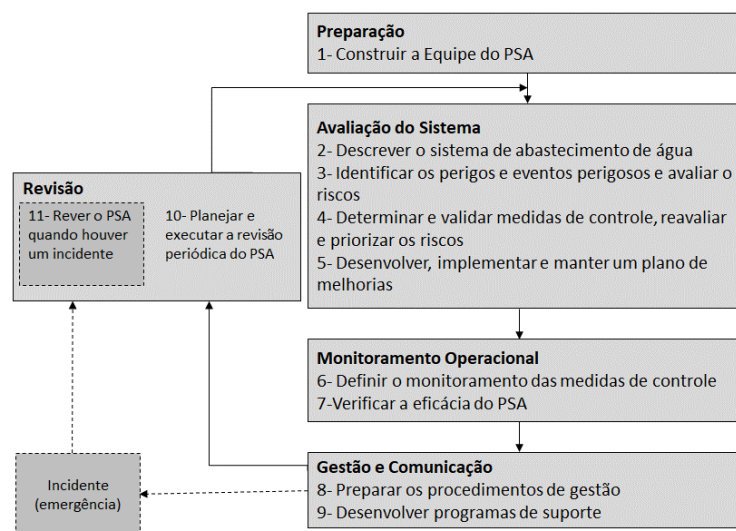 Preparação
1- Construir a Equipe do PSA
Avaliação do Sistema
2- Descrever o sistema de abastecimento de água
3- Identificar os perigos e eventos perigosos e avaliar o
riscos
4- Determinar e validar medidas de controle, reavaliar
e priorizar os riscos
5- Desenvolver, implementar e manter um plano de
melhorias
Revisão
11- Rever o PSA
quando houver
um incidente
10- Planejar e
executar a revisão
periódica do PSA
Monitoramento Operacional
6- Definir o monitoramento das medidas de controle
7-Verificar a eficácia do PSA
Gestão e Comunicação
8- Preparar os procedimentos de gestão
9- Desenvolver programas de suporte
Incidente
(emergência)